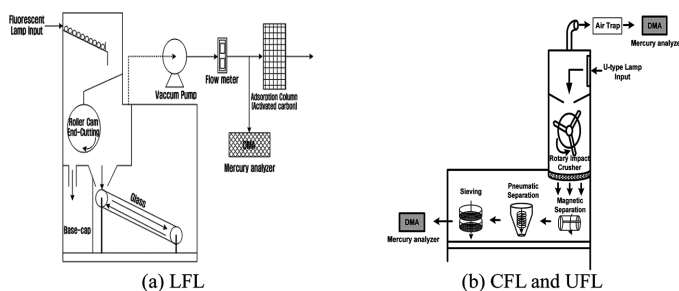 Fluorescent
Lamp Input
Roller Cam
End-Cutting
Base-cap
Glass
Vaccum Pump
Flow meter
DMA
Mercury analyzer
Adsorption Column
(Activated carbon)
(a) LFL
Air Trap
DMA
Mercury analyzer
U-type Lamp
Input
Rotary Impact
Crusher
Magnetic
Separation
Pneumatic
Separation
Sieving
DMA
Mercury analyzer
(b) CFL and UFL